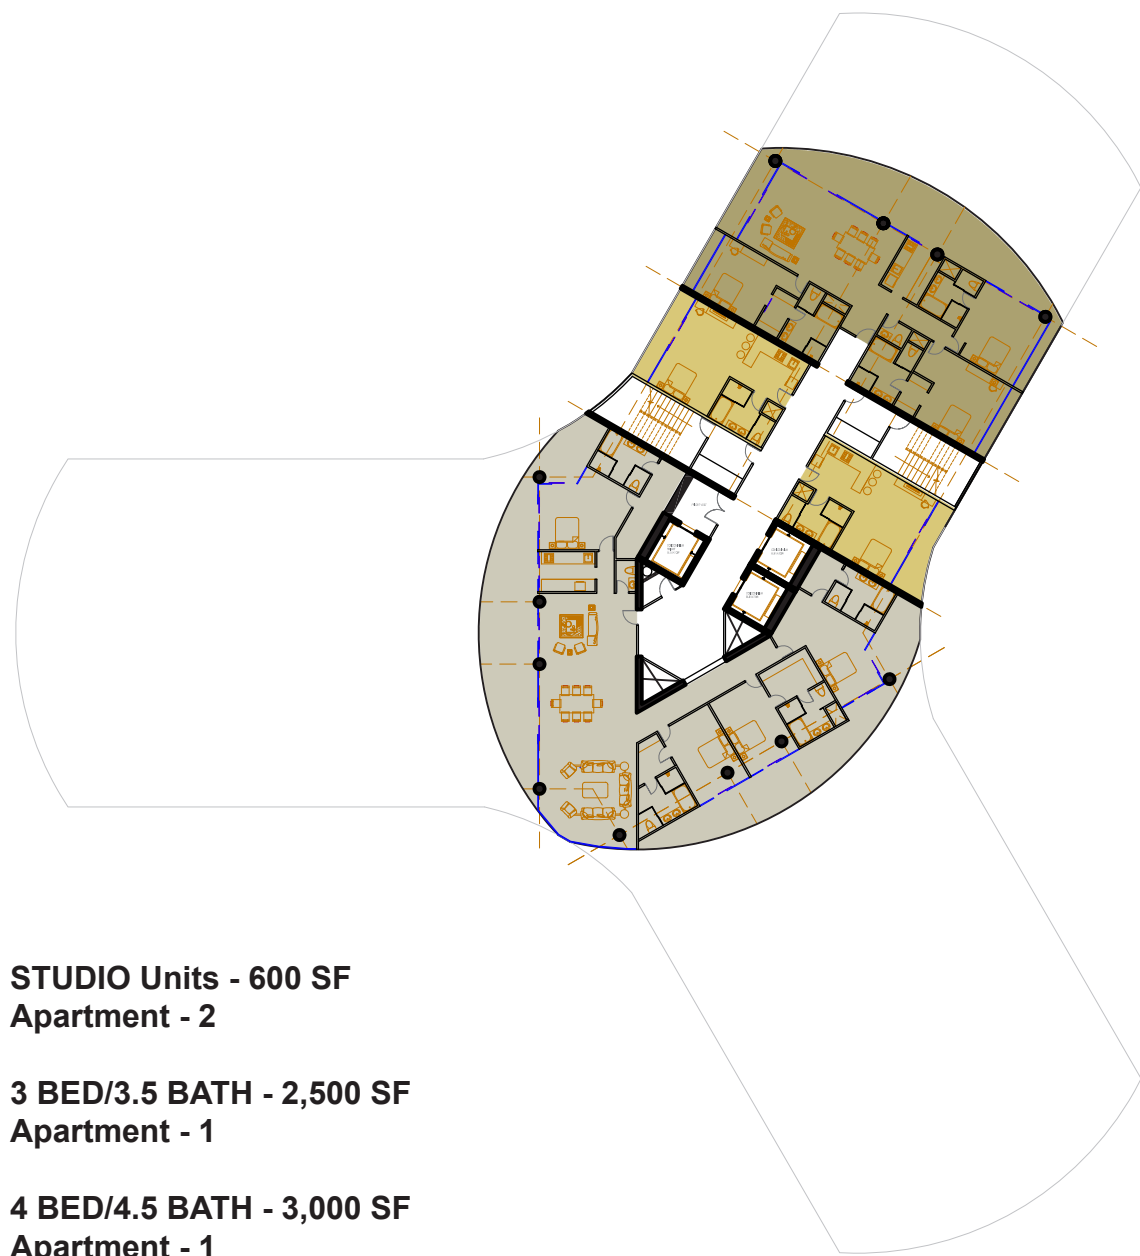 STUDIO Units - 600 SF
Apartment - 2
3 BED/3.5 BATH - 2,500 SF
Apartment - 1
4 BED/4.5 BATH - 3,000 SF
Apartment - 1